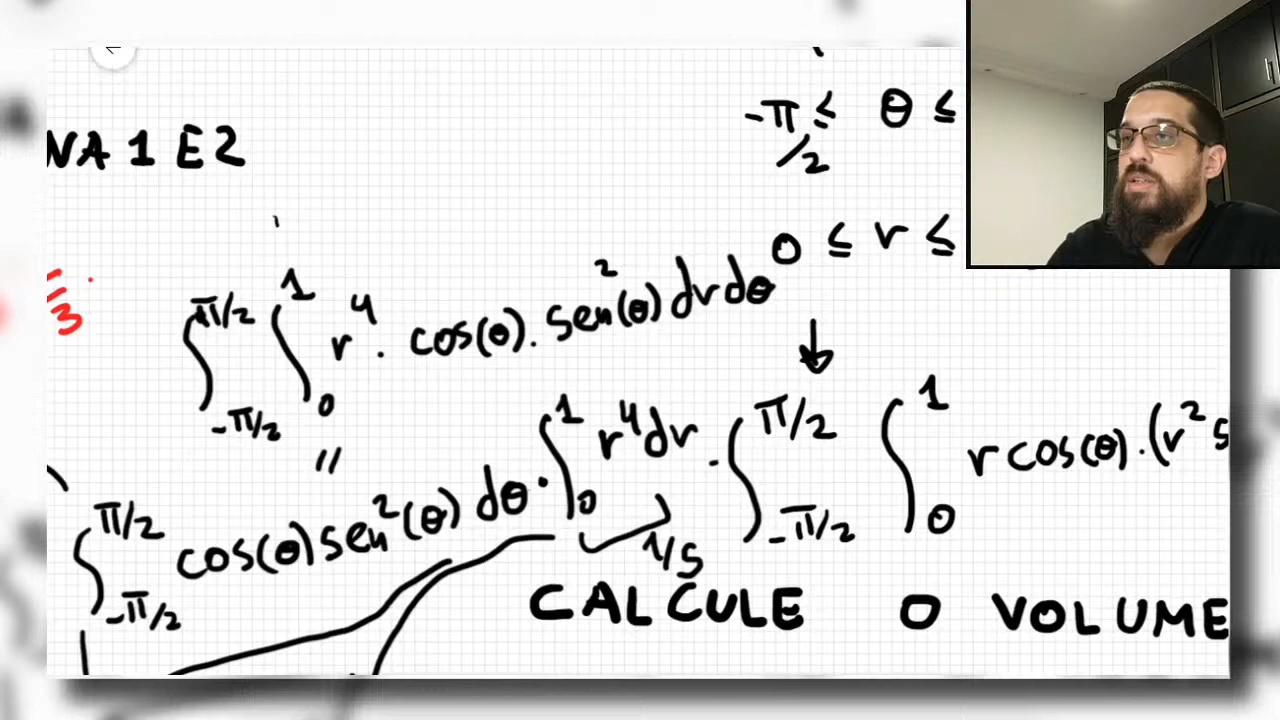 -π/2 ≤ θ ≤
NA 1 E 2
0 ≤ r ≤
3
∫_{-π/2}^{π/2} ∫_0^1 r^4 . cos(θ) . sen^2(θ) dr dθ
↓
=
∫_{-π/2}^{π/2} cos(θ) sen^2(θ) dθ · ∫_0^1 r^4 dr . ∫_{-π/2}^{π/2} ∫_0^1 r cos(θ) . (r^2 s
1/5
CALCULE O VOLUME